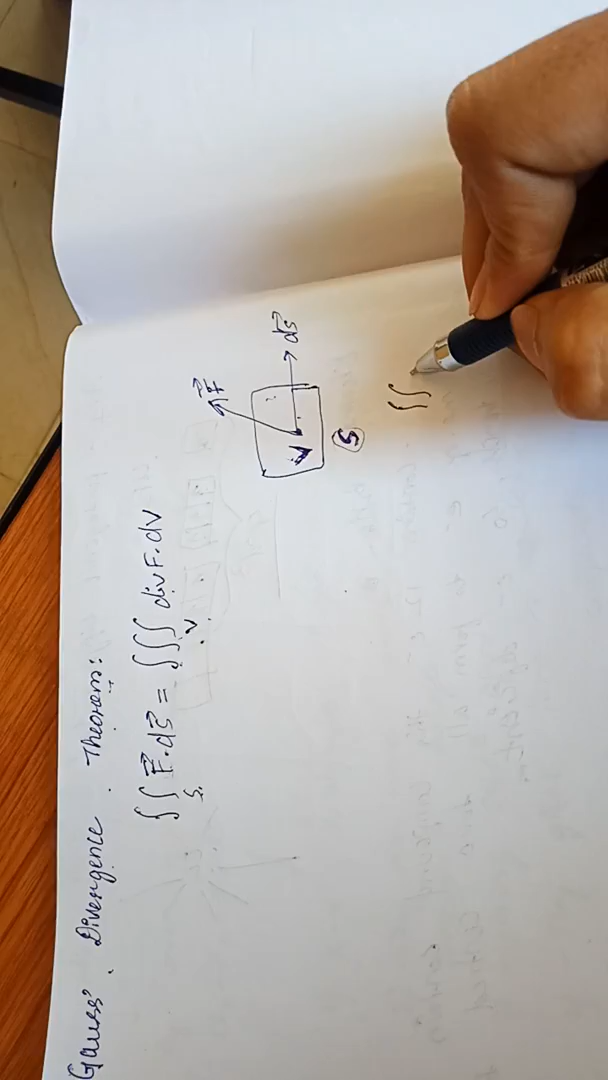 Gauss' Divergence Theorem:
∫∫ₛ F⃗·ds⃗ = ∫∫∫ᵥ div F·dv
F⃗
ds⃗
V
S
∫∫